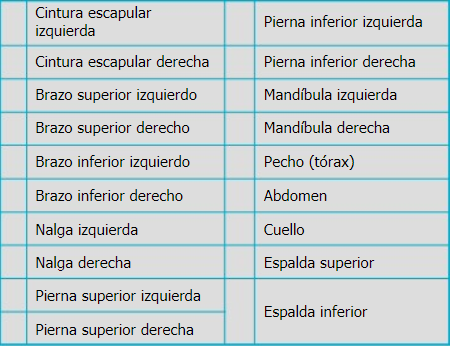 Cintura escapular
izquierda
Pierna inferior izquierda
Cintura escapular derecha
Pierna inferior derecha
Brazo superior izquierdo
Mandíbula izquierda
Brazo superior derecho
Mandíbula derecha
Brazo inferior izquierdo
Pecho (tórax)
Brazo inferior derecho
Abdomen
Nalga izquierda
Cuello
Nalga derecha
Espalda superior
Pierna superior izquierda
Espalda inferior
Pierna superior derecha